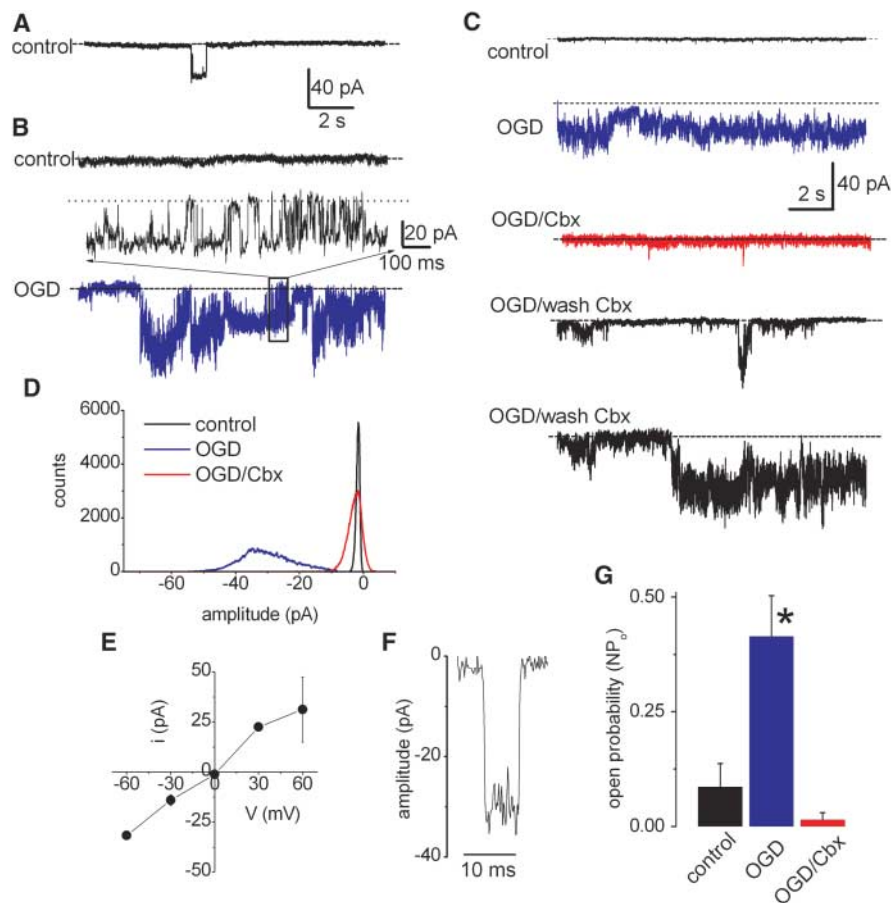 A
control
40 pA
2 s
B
control
20 pA
100 ms
OGD
C
control
OGD
40 pA
2 s
OGD/Cbx
OGD/wash Cbx
OGD/wash Cbx
D
6000
4000
2000
0
counts
control
OGD
OGD/Cbx
-60 -40 -20 0
amplitude (pA)
E
50
25
0
-25
-50
i (pA)
-60 -30 0 30 60
V (mV)
F
0
-20
-40
amplitude (pA)
10 ms
G
0.50
0.25
0.00
open probability (NPo)
*
control
OGD
OGD/Cbx